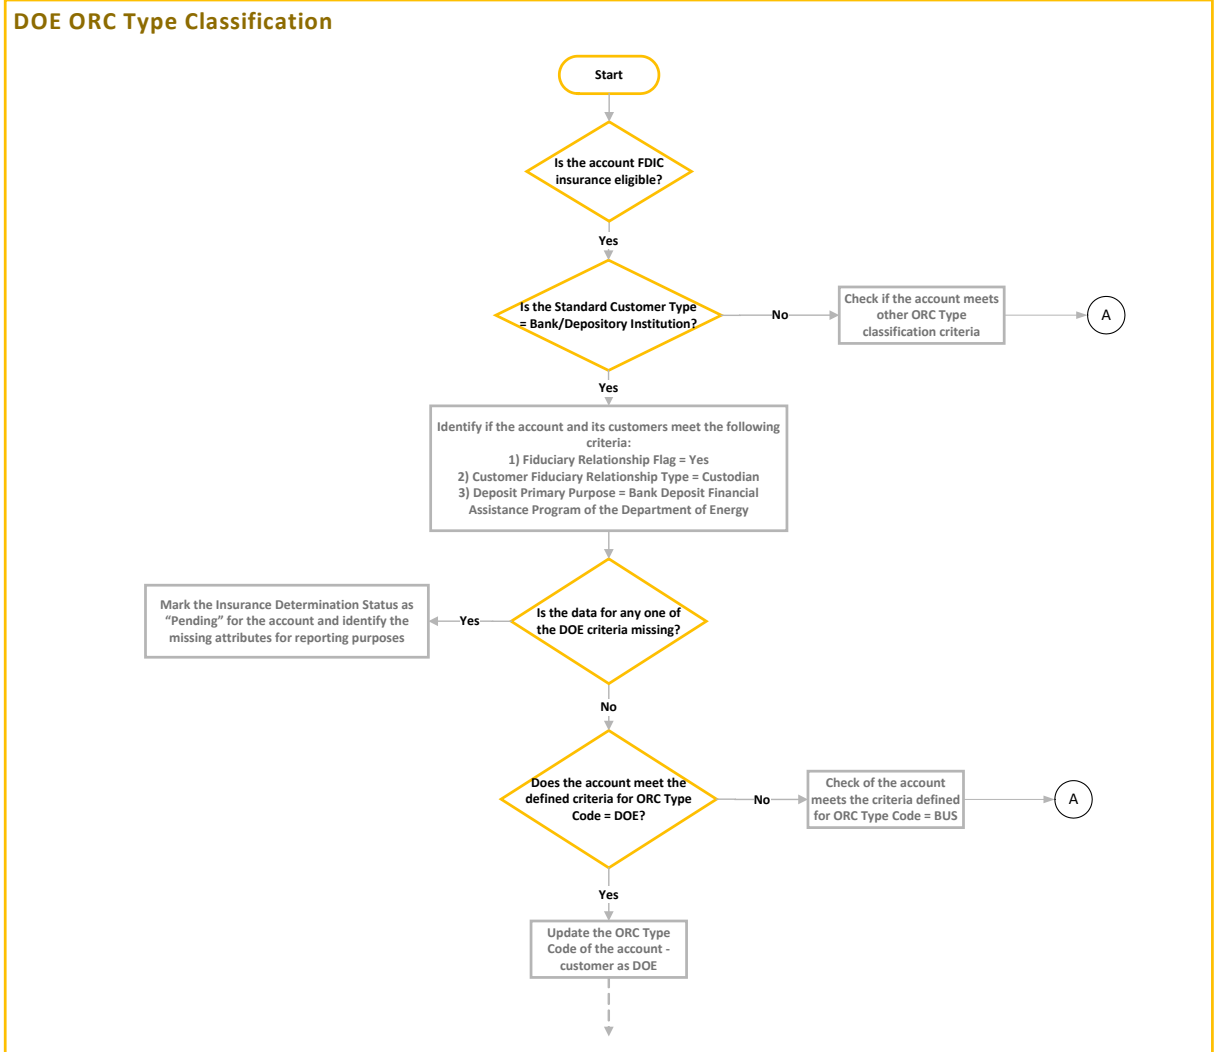 DOE ORC Type Classification
Start
Is the account FDIC
insurance eligible?
Yes
Is the Standard Customer Type
= Bank/Depository Institution?
No
Check if the account meets
other ORC Type
classification criteria
A
Yes
Identify if the account and its customers meet the following
criteria:
1) Fiduciary Relationship Flag = Yes
2) Customer Fiduciary Relationship Type = Custodian
3) Deposit Primary Purpose = Bank Deposit Financial
Assistance Program of the Department of Energy
Mark the Insurance Determination Status as
“Pending” for the account and identify the
missing attributes for reporting purposes
Yes
Is the data for any one of
the DOE criteria missing?
No
Does the account meet the
defined criteria for ORC Type
Code = DOE?
No
Check of the account
meets the criteria defined
for ORC Type Code = BUS
A
Yes
Update the ORC Type
Code of the account -
customer as DOE